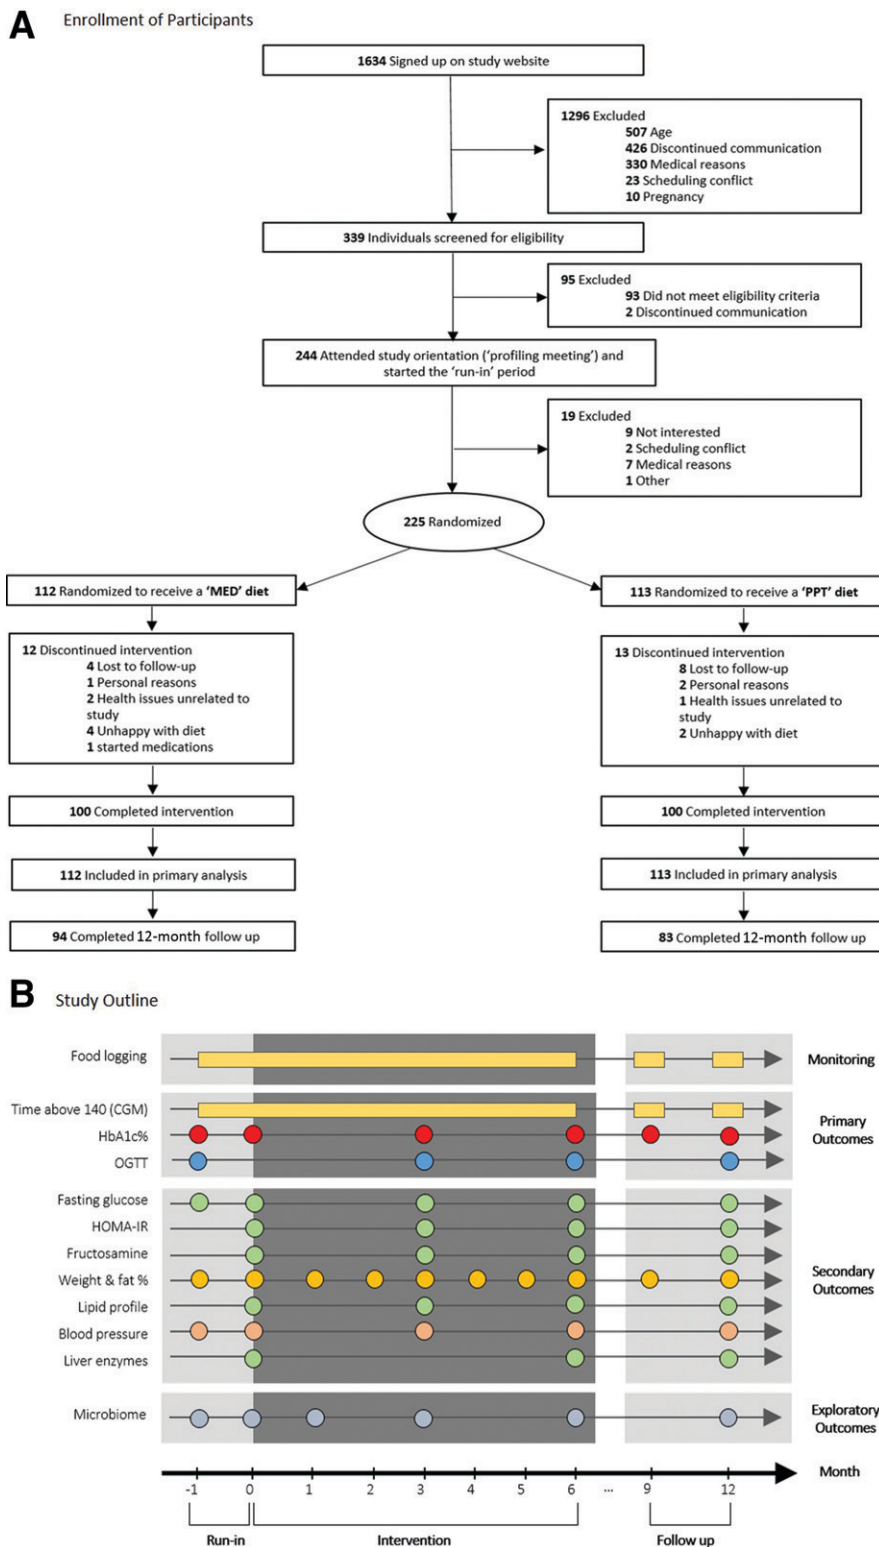 A Enrollment of Participants
1634 Signed up on study website
1296 Excluded
507 Age
426 Discontinued communication
330 Medical reasons
23 Scheduling conflict
10 Pregnancy
339 Individuals screened for eligibility
95 Excluded
93 Did not meet eligibility criteria
2 Discontinued communication
244 Attended study orientation ('profiling meeting') and
started the 'run-in' period
19 Excluded
9 Not interested
2 Scheduling conflict
7 Medical reasons
1 Other
225 Randomized
112 Randomized to receive a 'MED' diet
12 Discontinued intervention
4 Lost to follow-up
1 Personal reasons
2 Health issues unrelated to
study
4 Unhappy with diet
1 started medications
100 Completed intervention
112 Included in primary analysis
94 Completed 12-month follow up
113 Randomized to receive a 'PPT' diet
13 Discontinued intervention
8 Lost to follow-up
2 Personal reasons
1 Health issues unrelated to
study
2 Unhappy with diet
100 Completed intervention
113 Included in primary analysis
83 Completed 12-month follow up
B Study Outline
Food logging
Monitoring
Time above 140 (CGM)
HbA1c%
OGTT
Primary
Outcomes
Fasting glucose
HOMA-IR
Fructosamine
Weight & fat %
Lipid profile
Blood pressure
Liver enzymes
Secondary
Outcomes
Microbiome
Exploratory
Outcomes
-1 0 1 2 3 4 5 6 ... 9 12
Month
Run-in Intervention Follow up